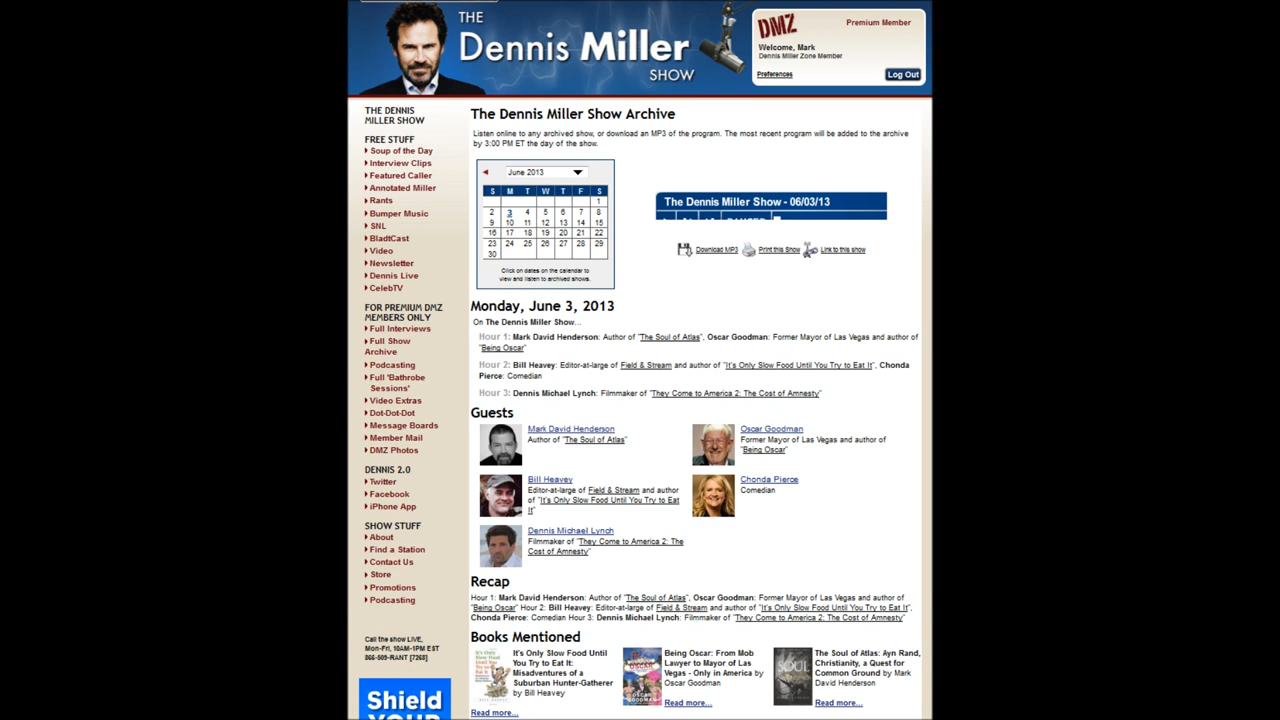 THE
Dennis Miller
SHOW
DMZ
Premium Member
Welcome, Mark
Dennis Miller Zone Member
Preferences
Log Out
THE DENNIS
MILLER SHOW
FREE STUFF
Soup of the Day
Interview Clips
Featured Caller
Annotated Miller
Rants
Bumper Music
SNL
BladtCast
Video
Newsletter
Dennis Live
CelebTV
FOR PREMIUM DMZ
MEMBERS ONLY
Full Interviews
Full Show
Archive
Podcasting
Full 'Bathrobe
Sessions'
Video Extras
Dot-Dot-Dot
Message Boards
Member Mail
DMZ Photos
DENNIS 2.0
Twitter
Facebook
iPhone App
SHOW STUFF
About
Find a Station
Contact Us
Store
Promotions
Podcasting
Call the show LIVE,
Mon-Fri, 10AM-1PM EST
866-509-RANT [7268]
Shield
YOUR
The Dennis Miller Show Archive
Listen online to any archived show, or download an MP3 of the program. The most recent program will be added to the archive
by 3:00 PM ET the day of the show.
June 2013
S M T W T F S
1
2 3 4 5 6 7 8
9 10 11 12 13 14 15
16 17 18 19 20 21 22
23 24 25 26 27 28 29
30
Click on dates on the calendar to
view and listen to archived shows.
The Dennis Miller Show - 06/03/13
Download MP3 Print this Show Link to this show
Monday, June 3, 2013
On The Dennis Miller Show...
Hour 1: Mark David Henderson: Author of "The Soul of Atlas", Oscar Goodman: Former Mayor of Las Vegas and author of
"Being Oscar"
Hour 2: Bill Heavey: Editor-at-large of Field & Stream and author of "It's Only Slow Food Until You Try to Eat It", Chonda
Pierce: Comedian
Hour 3: Dennis Michael Lynch: Filmmaker of "They Come to America 2: The Cost of Amnesty"
Guests
Mark David Henderson
Author of "The Soul of Atlas"
Oscar Goodman
Former Mayor of Las Vegas and author of
"Being Oscar"
Bill Heavey
Editor-at-large of Field & Stream and author
of "It's Only Slow Food Until You Try to Eat
It"
Chonda Pierce
Comedian
Dennis Michael Lynch
Filmmaker of "They Come to America 2: The
Cost of Amnesty"
Recap
Hour 1: Mark David Henderson: Author of "The Soul of Atlas", Oscar Goodman: Former Mayor of Las Vegas and author of
"Being Oscar" Hour 2: Bill Heavey: Editor-at-large of Field & Stream and author of "It's Only Slow Food Until You Try to Eat It",
Chonda Pierce: Comedian Hour 3: Dennis Michael Lynch: Filmmaker of "They Come to America 2: The Cost of Amnesty"
Books Mentioned
It's Only Slow Food Until
You Try to Eat It:
Misadventures of a
Suburban Hunter-Gatherer
by Bill Heavey
Read more...
Being Oscar: From Mob
Lawyer to Mayor of Las
Vegas - Only in America by
Oscar Goodman
Read more...
The Soul of Atlas: Ayn Rand,
Christianity, a Quest for
Common Ground by Mark
David Henderson
Read more...